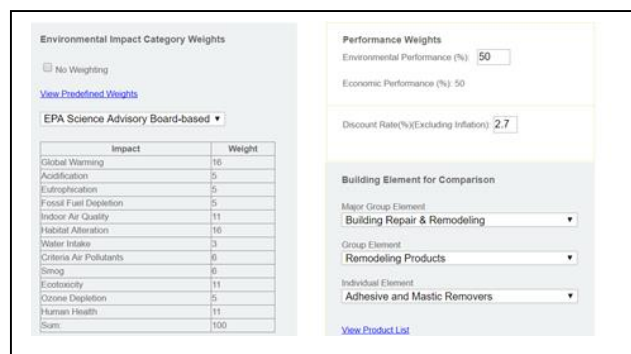 Environmental Impact Category Weights
No Weighting
View Predefined Weights
EPA Science Advisory Board-based
Impact Weight
Global Warming 16
Acidification 5
Eutrophication 5
Fossil Fuel Depletion 5
Indoor Air Quality 11
Habitat Alteration 16
Water Intake 3
Criteria Air Pollutants 6
Smog 6
Ecotoxicity 11
Ozone Depletion 5
Human Health 11
Sum: 100
Performance Weights
Environmental Performance (%): 50
Economic Performance (%): 50
Discount Rate(%)(Excluding Inflation): 2.7
Building Element for Comparison
Major Group Element
Building Repair & Remodeling
Group Element
Remodeling Products
Individual Element
Adhesive and Mastic Removers
View Product List